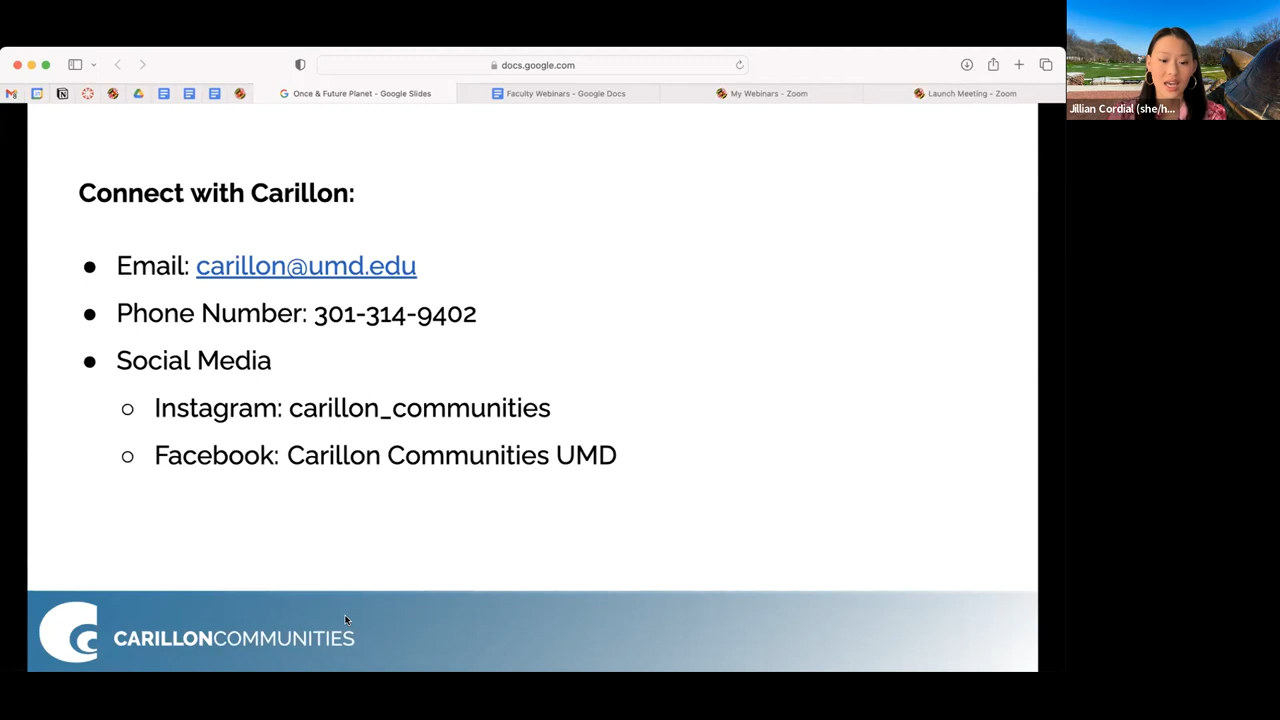 docs.google.com
Once & Future Planet - Google Slides
Faculty Webinars - Google Docs
My Webinars - Zoom
Launch Meeting - Zoom
Jillian Cordial (she/h...
Connect with Carillon:
● Email: carillon@umd.edu
● Phone Number: 301-314-9402
● Social Media
○ Instagram: carillon_communities
○ Facebook: Carillon Communities UMD
CARILLONCOMMUNITIES